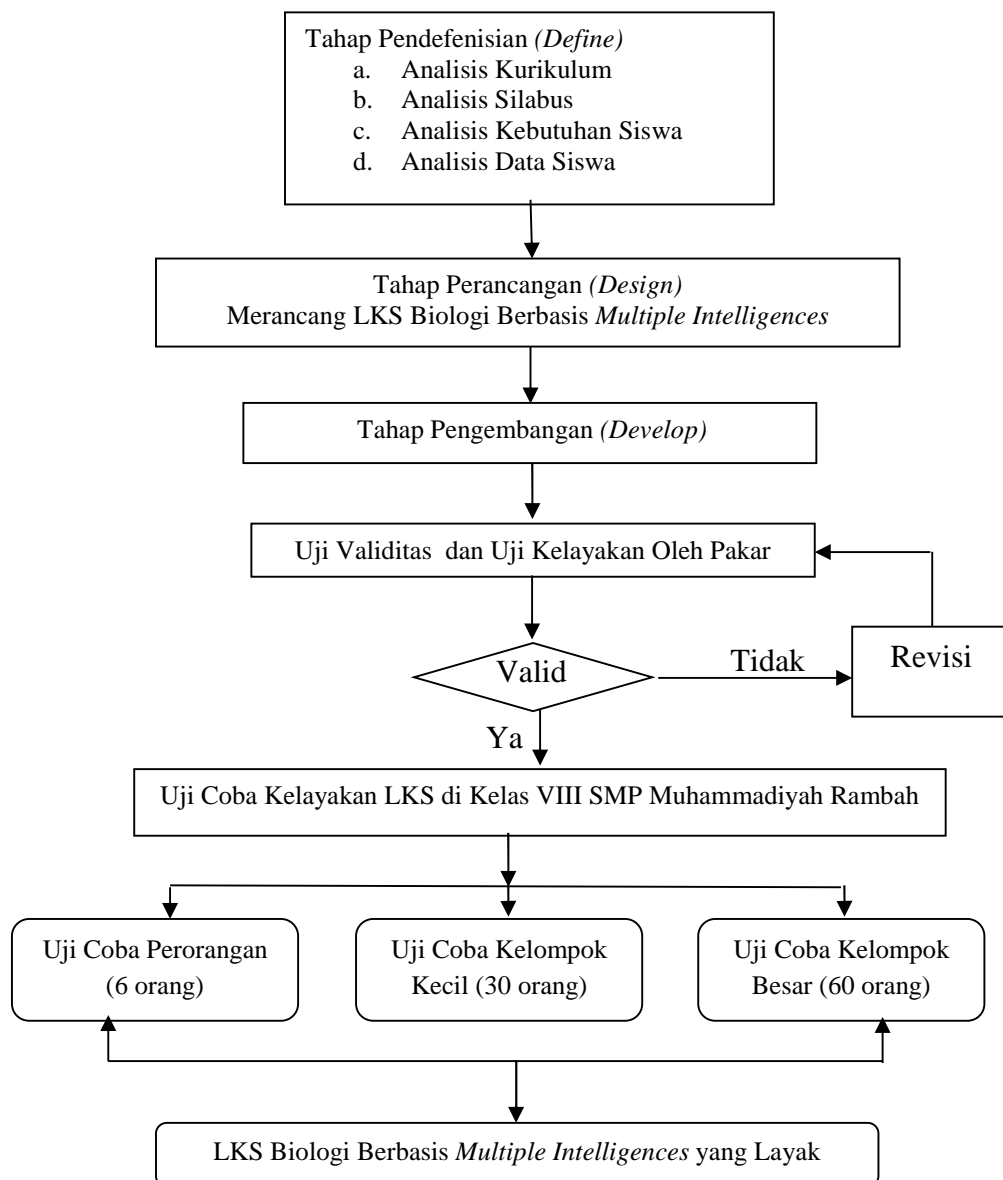 Tahap Pendefenisian (Define)
a. Analisis Kurikulum
b. Analisis Silabus
c. Analisis Kebutuhan Siswa
d. Analisis Data Siswa
Tahap Perancangan (Design)
Merancang LKS Biologi Berbasis Multiple Intelligences
Tahap Pengembangan (Develop)
Uji Validitas dan Uji Kelayakan Oleh Pakar
Valid
Tidak
Revisi
Ya
Uji Coba Kelayakan LKS di Kelas VIII SMP Muhammadiyah Rambah
Uji Coba Perorangan
(6 orang)
Uji Coba Kelompok
Kecil (30 orang)
Uji Coba Kelompok
Besar (60 orang)
LKS Biologi Berbasis Multiple Intelligences yang Layak